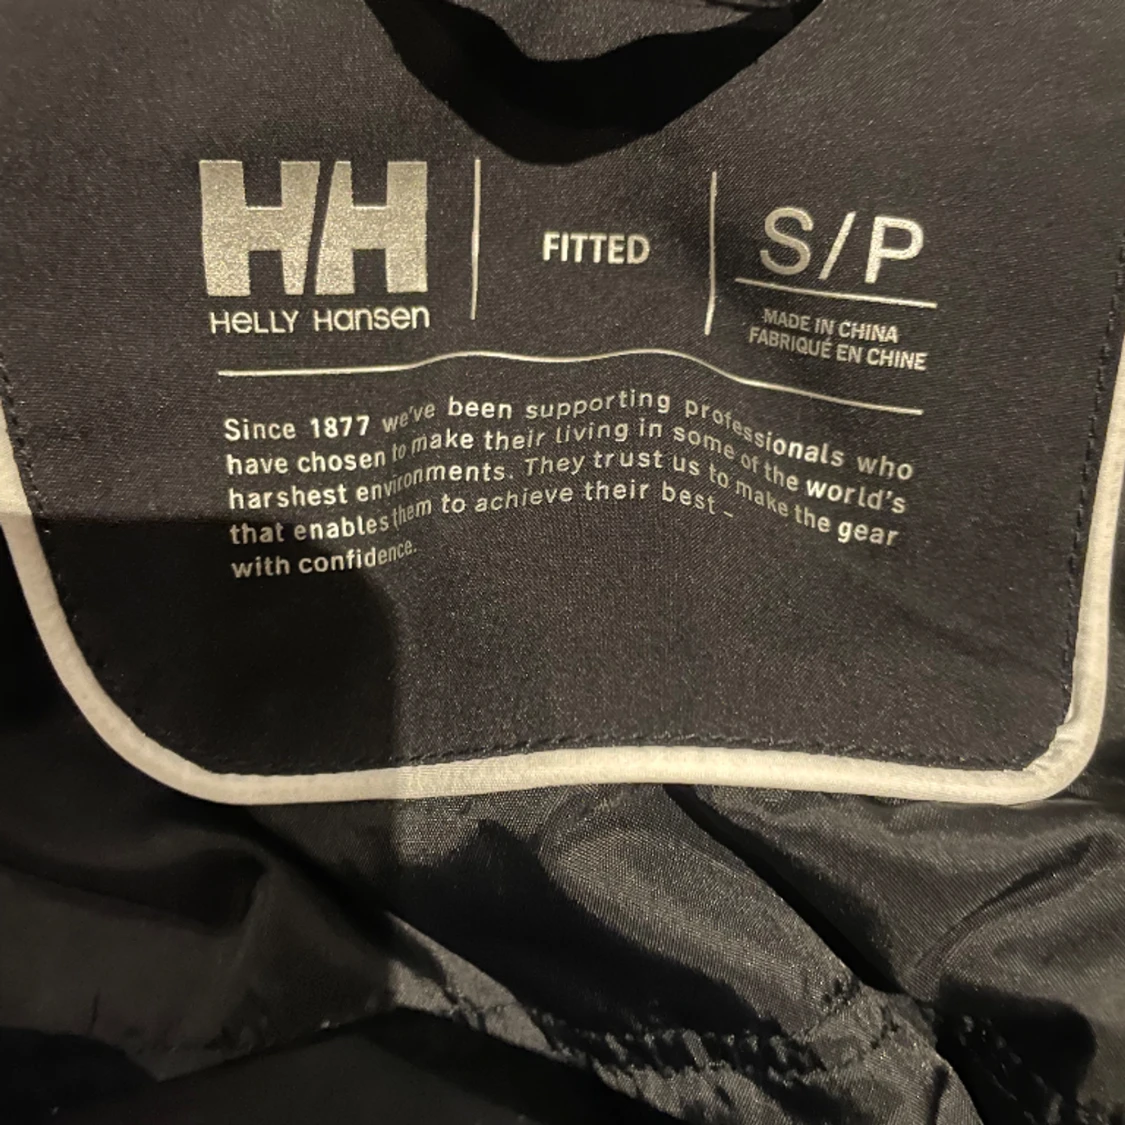 HH
HELLY HANSEN
FITTED
S/P
MADE IN CHINA
FABRIQUÉ EN CHINE
Since 1877 we've been supporting professionals who
have chosen to make their living in some of the world's
harshest environments. They trust us to make the gear
that enables them to achieve their best –
with confidence.